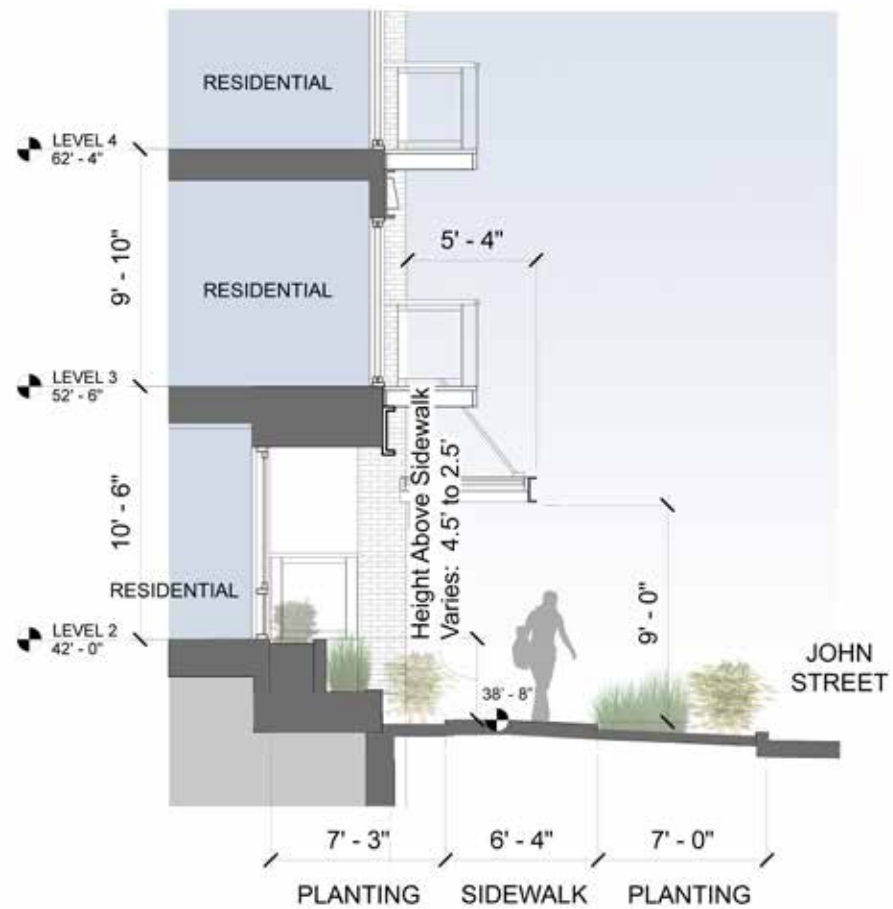 RESIDENTIAL
LEVEL 4
62' - 4"
5' - 4"
9' - 10"
RESIDENTIAL
LEVEL 3
52' - 6"
Height Above Sidewalk
Varies: 4.5' to 2.5'
10' - 6"
RESIDENTIAL
9' - 0"
LEVEL 2
42' - 0"
JOHN
STREET
38' - 8"
7' - 3"
6' - 4"
7' - 0"
PLANTING
SIDEWALK
PLANTING